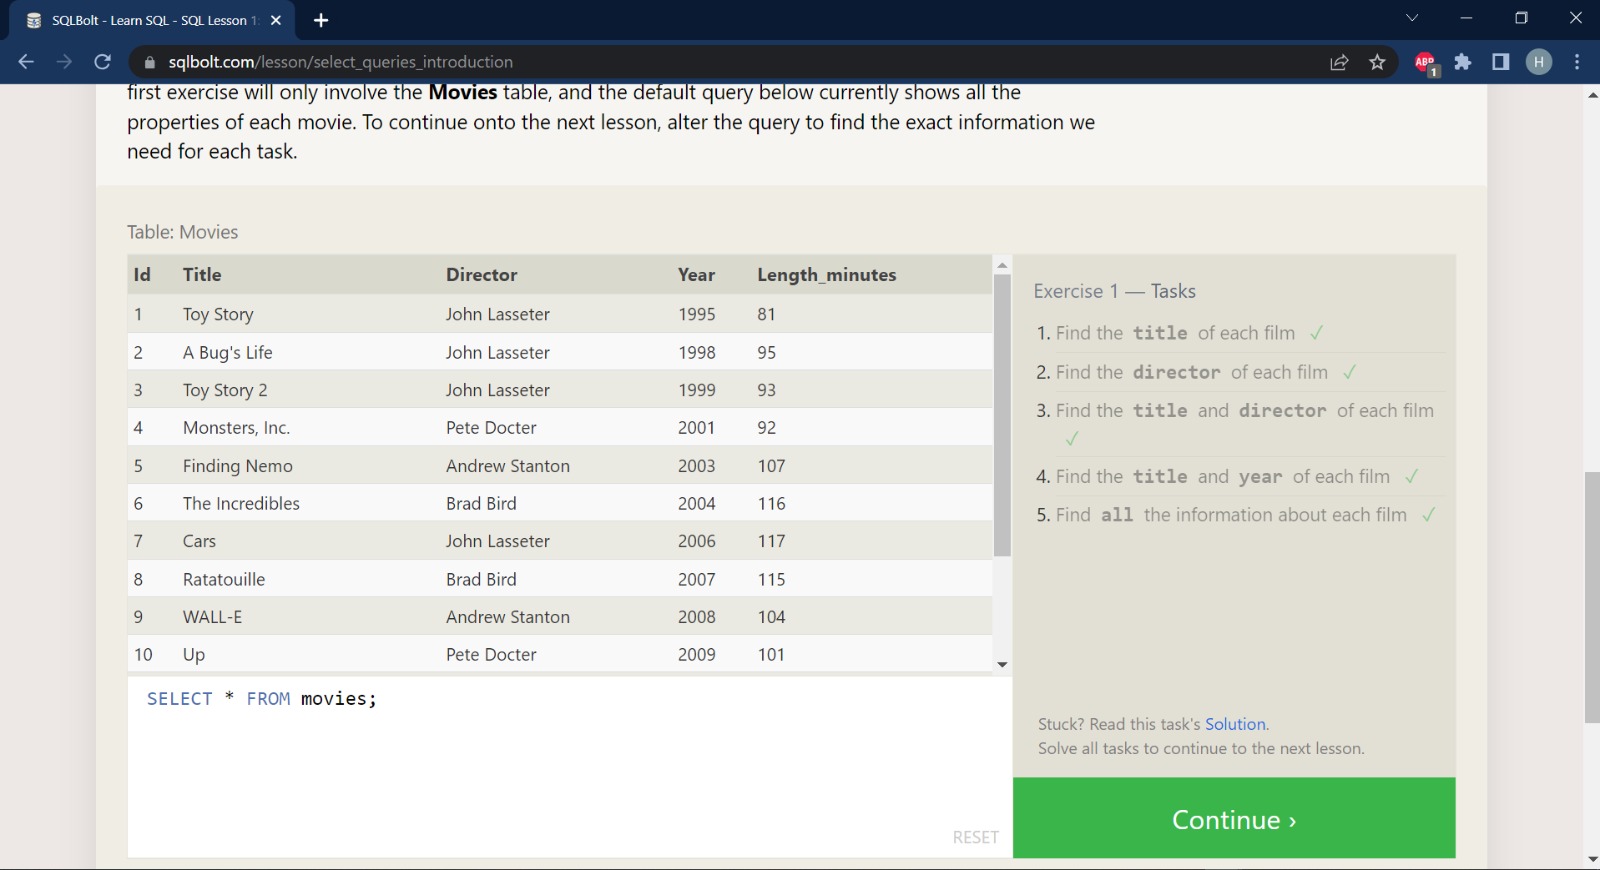 SQLBolt - Learn SQL - SQL Lesson 1:
sqlbolt.com/lesson/select_queries_introduction
ABP
1
H
first exercise will only involve the Movies table, and the default query below currently shows all the
properties of each movie. To continue onto the next lesson, alter the query to find the exact information we
need for each task.
Table: Movies
Id Title Director Year Length_minutes
1 Toy Story John Lasseter 1995 81
2 A Bug's Life John Lasseter 1998 95
3 Toy Story 2 John Lasseter 1999 93
4 Monsters, Inc. Pete Docter 2001 92
5 Finding Nemo Andrew Stanton 2003 107
6 The Incredibles Brad Bird 2004 116
7 Cars John Lasseter 2006 117
8 Ratatouille Brad Bird 2007 115
9 WALL-E Andrew Stanton 2008 104
10 Up Pete Docter 2009 101
SELECT * FROM movies;
RESET
Exercise 1 — Tasks
1. Find the title of each film ✓
2. Find the director of each film ✓
3. Find the title and director of each film
✓
4. Find the title and year of each film ✓
5. Find all the information about each film ✓
Stuck? Read this task's Solution.
Solve all tasks to continue to the next lesson.
Continue ›